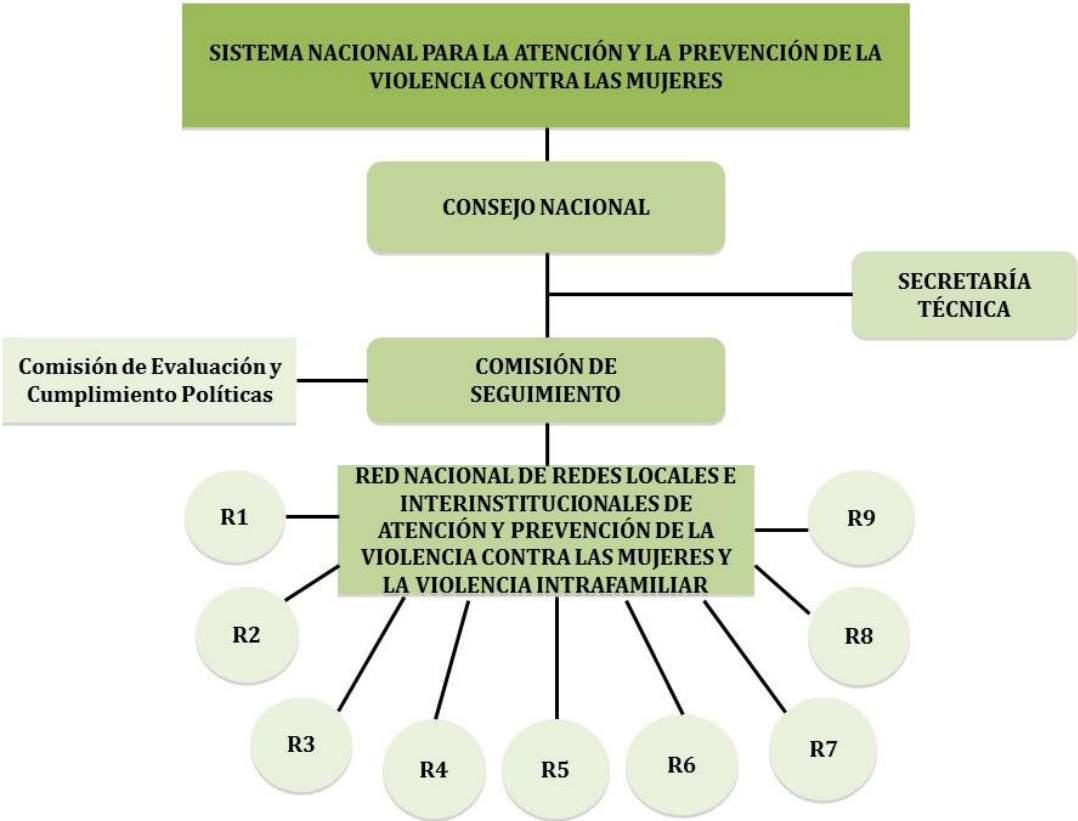 SISTEMA NACIONAL PARA LA ATENCIÓN Y LA PREVENCIÓN DE LA
VIOLENCIA CONTRA LAS MUJERES
CONSEJO NACIONAL
SECRETARÍA
TÉCNICA
Comisión de Evaluación y
Cumplimiento Políticas
COMISIÓN DE
SEGUIMIENTO
RED NACIONAL DE REDES LOCALES E
INTERINSTITUCIONALES DE
ATENCIÓN Y PREVENCIÓN DE LA
VIOLENCIA CONTRA LAS MUJERES Y
LA VIOLENCIA INTRAFAMILIAR
R1
R2
R3
R4
R5
R6
R7
R8
R9